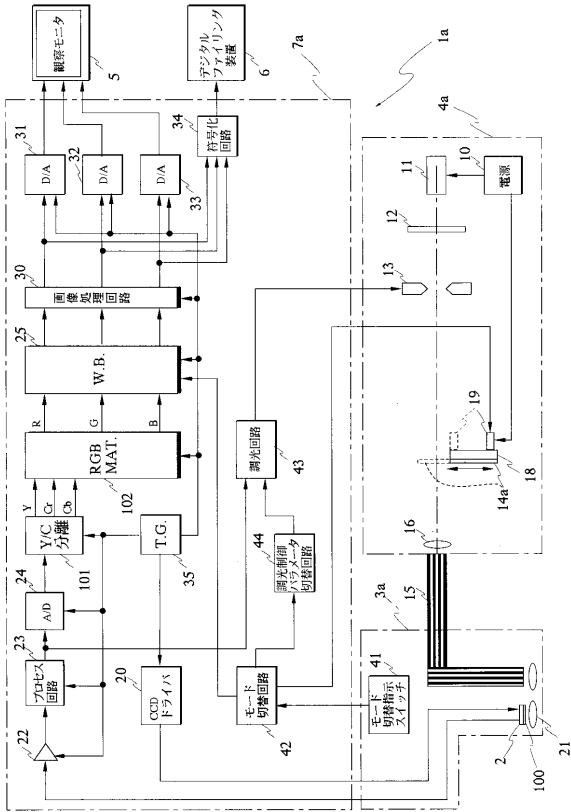 観察モニタ
5
デジタル
ファイリング
装置
6
7a
1a
31
D/A
32
D/A
33
D/A
34
符号化
回路
30
画像処理回路
25
W.B.
R
G
B
RGB
MAT.
102
Y
Cr
Cb
Y/C
分離
101
24
A/D
23
プロセス
回路
22
T.G.
35
20
CCD
ドライバ
調光回路
43
44
調光制御
パラメータ
切替回路
モード
切替回路
42
41
モード
切替指示
スイッチ
3a
4a
11
10
電源
12
13
19
18
14a
16
15
2
100
21